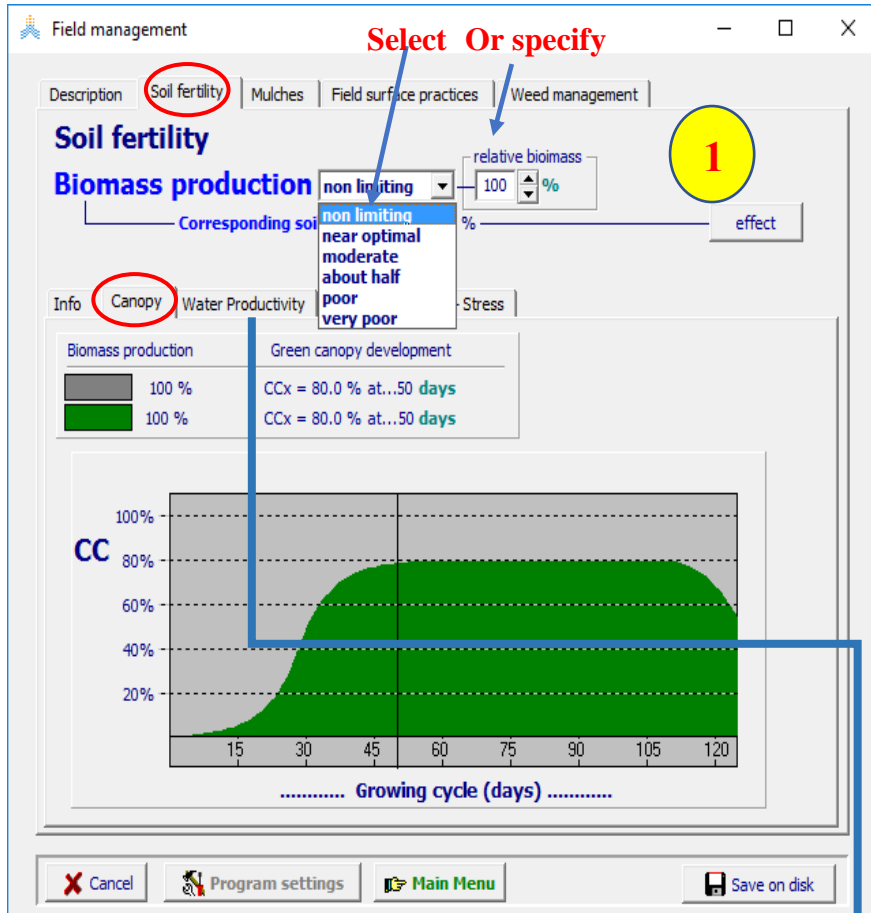 Field management
Select Or specify
Description Soil fertility Mulches Field surface practices Weed management
Soil fertility
relative bioimass
1
Biomass production non limiting 100 %
Corresponding soi % effect
non limiting
near optimal
moderate
about half
poor
very poor
Info Canopy Water Productivity - Stress
Biomass production Green canopy development
100 % CCx = 80.0 % at...50 days
100 % CCx = 80.0 % at...50 days
100%
CC
80%
60%
40%
20%
15 30 45 60 75 90 105 120
............ Growing cycle (days) ............
Cancel Program settings Main Menu Save on disk